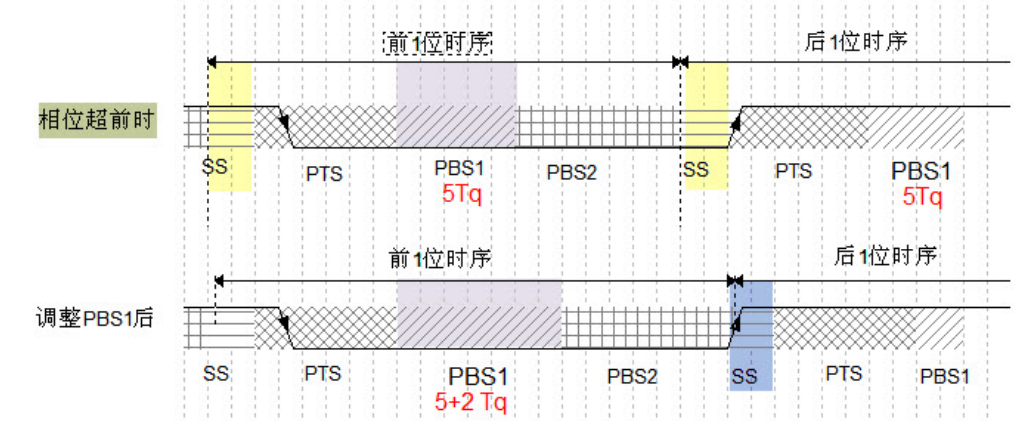 前1位时序 后1位时序
相位超前时
SS PTS PBS1 PBS2 SS PTS PBS1
5Tq 5Tq
前1位时序 后1位时序
调整PBS1后
SS PTS PBS1 PBS2 SS PTS PBS1
5+2 Tq